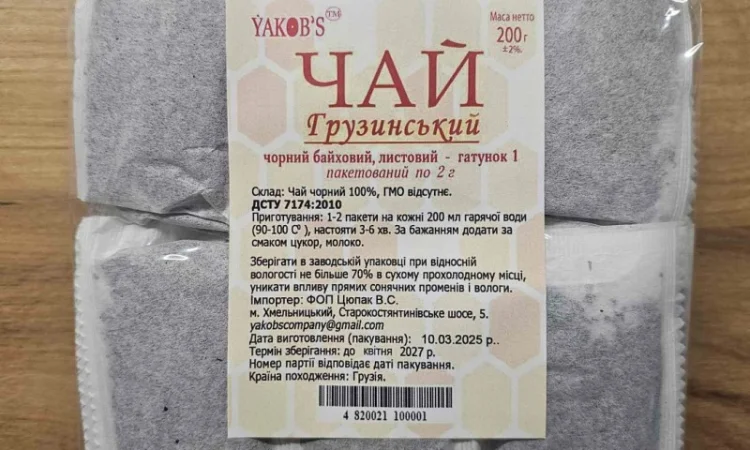 YAKOB'S TM
Маса нетто
200 г
±2%
ЧАЙ
Грузинський
чорний байховий, листовий - гатунок 1
пакетований по 2 г
Склад: Чай чорний 100%, ГМО відсутнє.
ДСТУ 7174:2010
Приготування: 1-2 пакети на кожні 200 мл гарячої води
(90-100 С⁰ ), настояти 3-6 хв. За бажанням додати за
смаком цукор, молоко.
Зберігати в заводській упаковці при відносній
вологості не більше 70% в сухому прохолодному місці,
уникати впливу прямих сонячних променів і вологи.
Імпортер: ФОП Цюпак В.С.
м. Хмельницький, Старокостянтинівське шосе, 5.
yakobscompany@gmail.com
Дата виготовлення (пакування): 10.03.2025 р..
Термін зберігання: до квітня 2027 р.
Номер партії відповідає даті пакування.
Країна походження: Грузія.
4 820021 100001